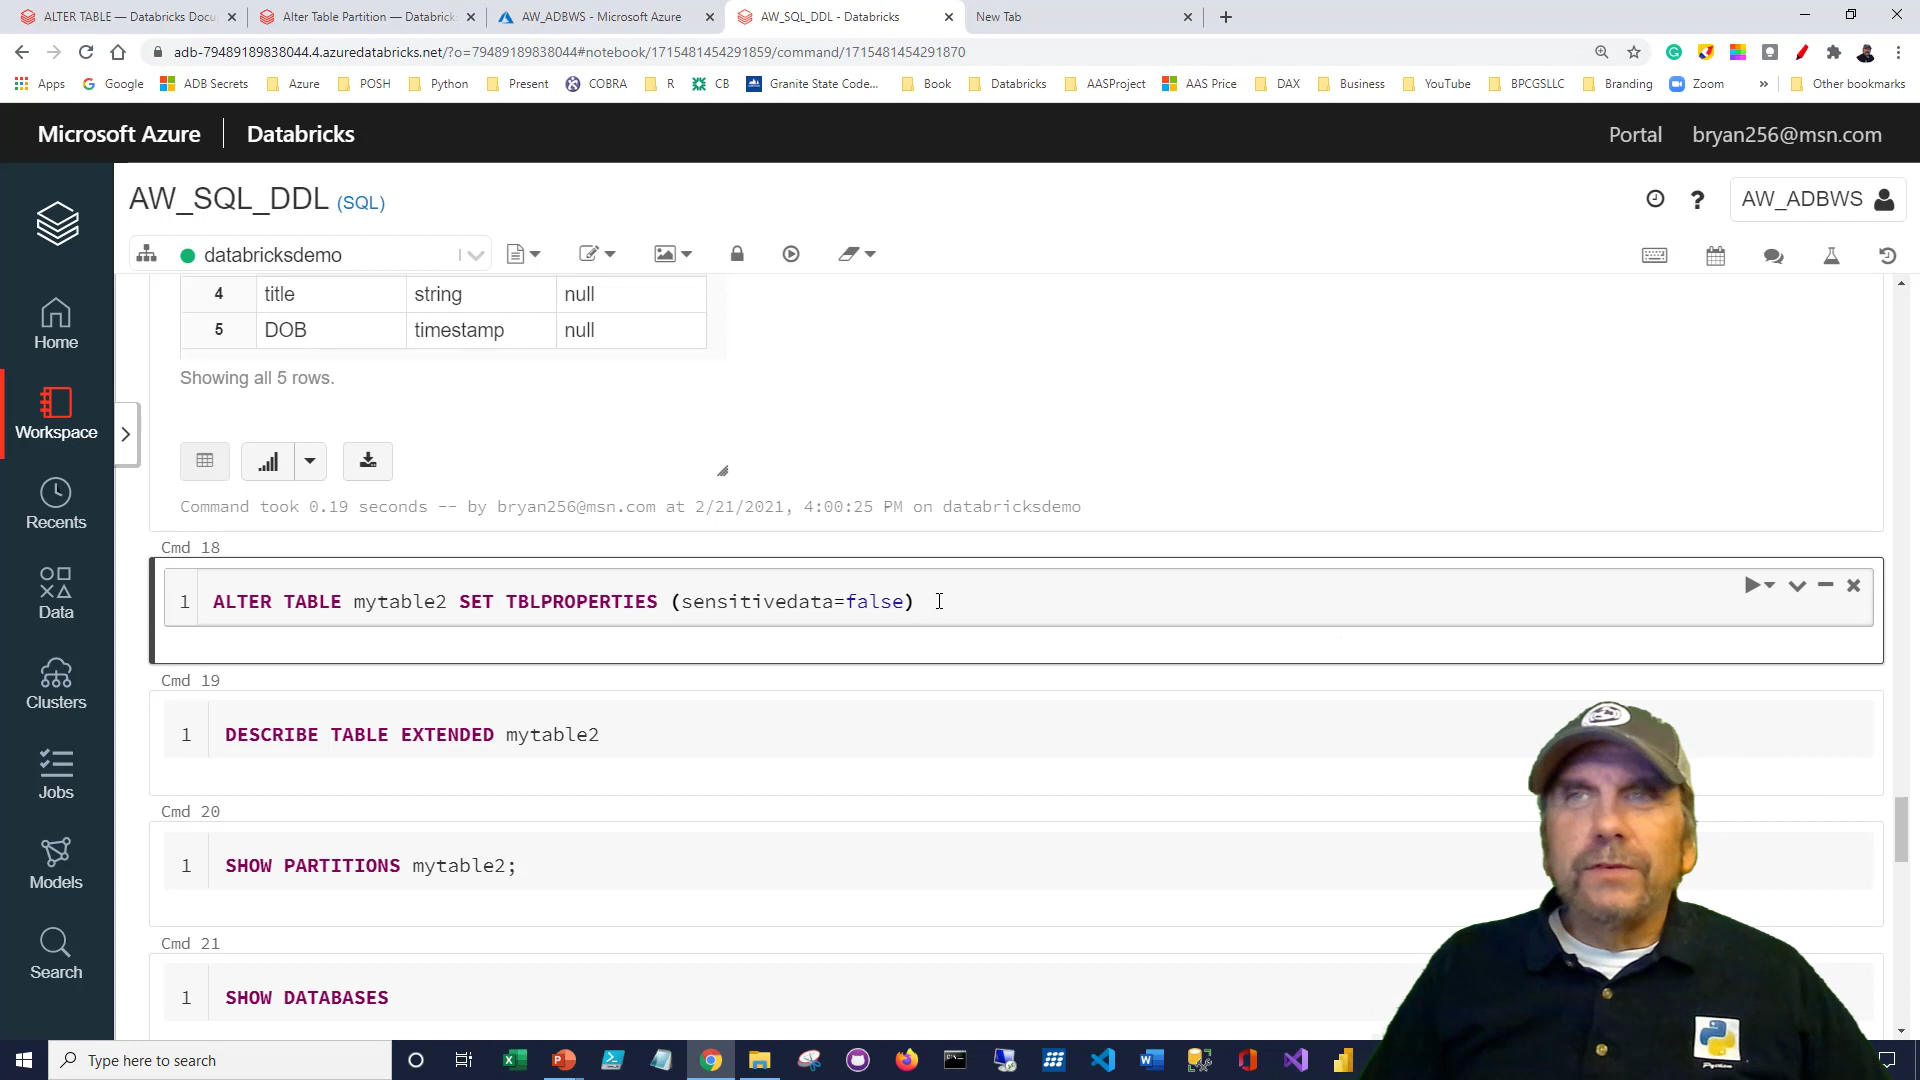 ALTER TABLE — Databricks Docu
Alter Table Partition — Databrick
AW_ADBWS - Microsoft Azure
AW_SQL_DDL - Databricks
New Tab
adb-79489189838044.4.azuredatabricks.net/?o=79489189838044#notebook/1715481454291859/command/1715481454291870
Apps Google ADB Secrets Azure POSH Python Present COBRA R CB Granite State Code... Book Databricks AASProject AAS Price DAX Business YouTube BPCGSLLC Branding Zoom » Other bookmarks
Microsoft Azure Databricks Portal bryan256@msn.com
AW_SQL_DDL (SQL) ? AW_ADBWS
databricksdemo
Home
Workspace
Recents
Data
Clusters
Jobs
Models
Search
4 title string null
5 DOB timestamp null
Showing all 5 rows.
Command took 0.19 seconds -- by bryan256@msn.com at 2/21/2021, 4:00:25 PM on databricksdemo
Cmd 18
1 ALTER TABLE mytable2 SET TBLPROPERTIES (sensitivedata=false)
Cmd 19
1 DESCRIBE TABLE EXTENDED mytable2
Cmd 20
1 SHOW PARTITIONS mytable2;
Cmd 21
1 SHOW DATABASES
python
Type here to search